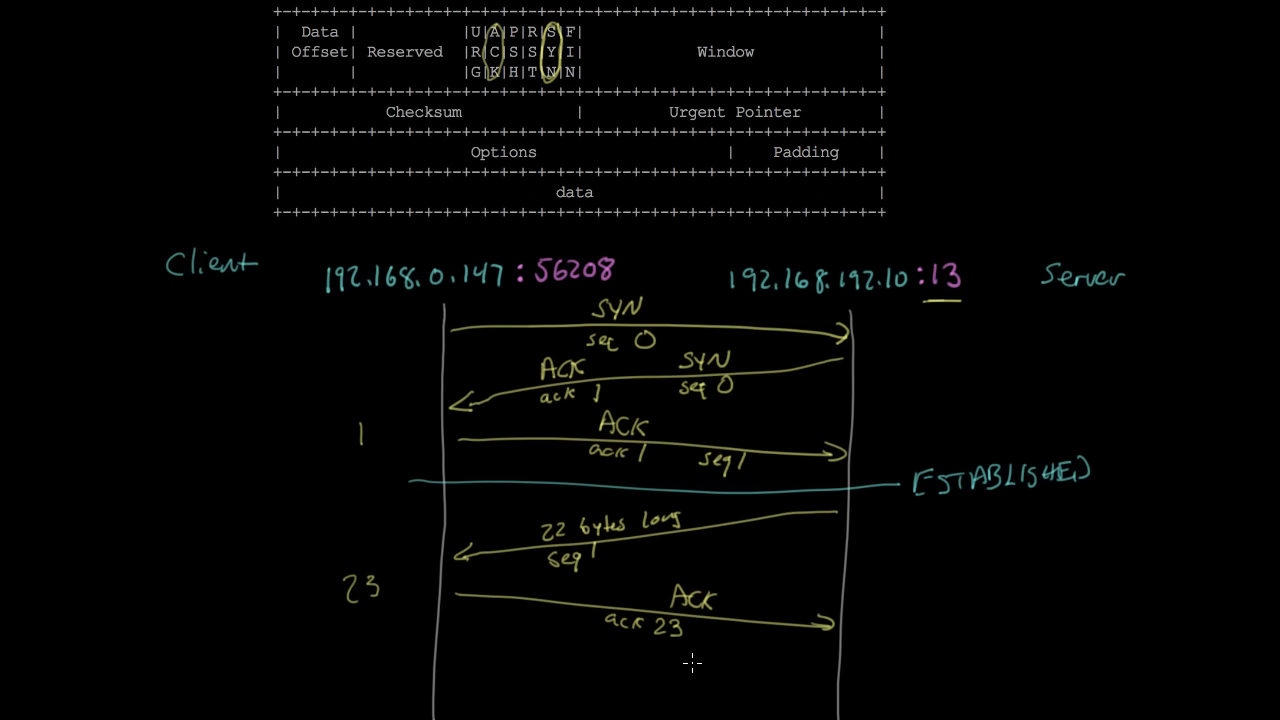 +-+-+-+-+-+-+-+-+-+-+-+-+-+-+-+-+-+-+-+-+-+-+-+-+-+-+-+-+-+-+-+-+
| Data | |U|A|P|R|S|F| |
| Offset| Reserved |R|C|S|S|Y|I| Window |
| | |G|K|H|T|N|N| |
+-+-+-+-+-+-+-+-+-+-+-+-+-+-+-+-+-+-+-+-+-+-+-+-+-+-+-+-+-+-+-+-+
| Checksum | Urgent Pointer |
+-+-+-+-+-+-+-+-+-+-+-+-+-+-+-+-+-+-+-+-+-+-+-+-+-+-+-+-+-+-+-+-+
| Options | Padding |
+-+-+-+-+-+-+-+-+-+-+-+-+-+-+-+-+-+-+-+-+-+-+-+-+-+-+-+-+-+-+-+-+
| data |
+-+-+-+-+-+-+-+-+-+-+-+-+-+-+-+-+-+-+-+-+-+-+-+-+-+-+-+-+-+-+-+-+
Client 192.168.0.147:56208 192.168.192.10:13 Server
SYN
seq 0
ACK SYN
ack 1 seq 0
1 ACK
ack 1 seq 1
ESTABLISHED
22 bytes long
seq 1
23 ACK
ack 23